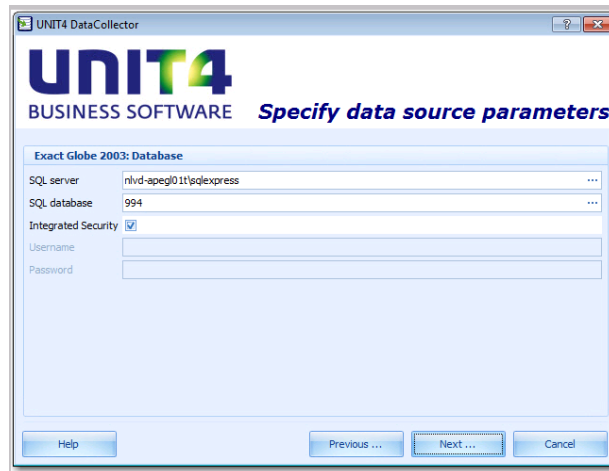 UNIT4 DataCollector
UNIT4
BUSINESS SOFTWARE
Specify data source parameters
Exact Globe 2003: Database
SQL server nlvd-apegl01t\sqlexpress ...
SQL database 994 ...
Integrated Security
Username
Password
Help Previous ... Next ... Cancel